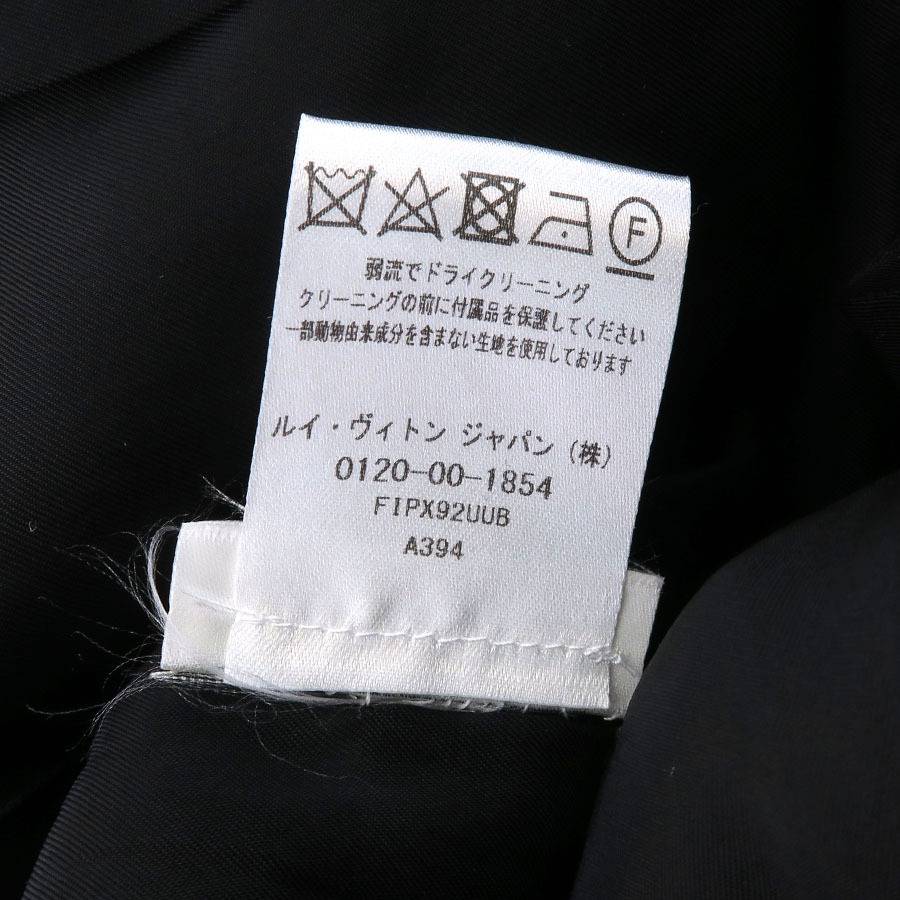 F
弱流でドライクリーニング
クリーニングの前に付属品を保護してください
一部動物由来成分を含まない生地を使用しております
ルイ・ヴィトン ジャパン（株）
0120-00-1854
FIPX92UUB
A394